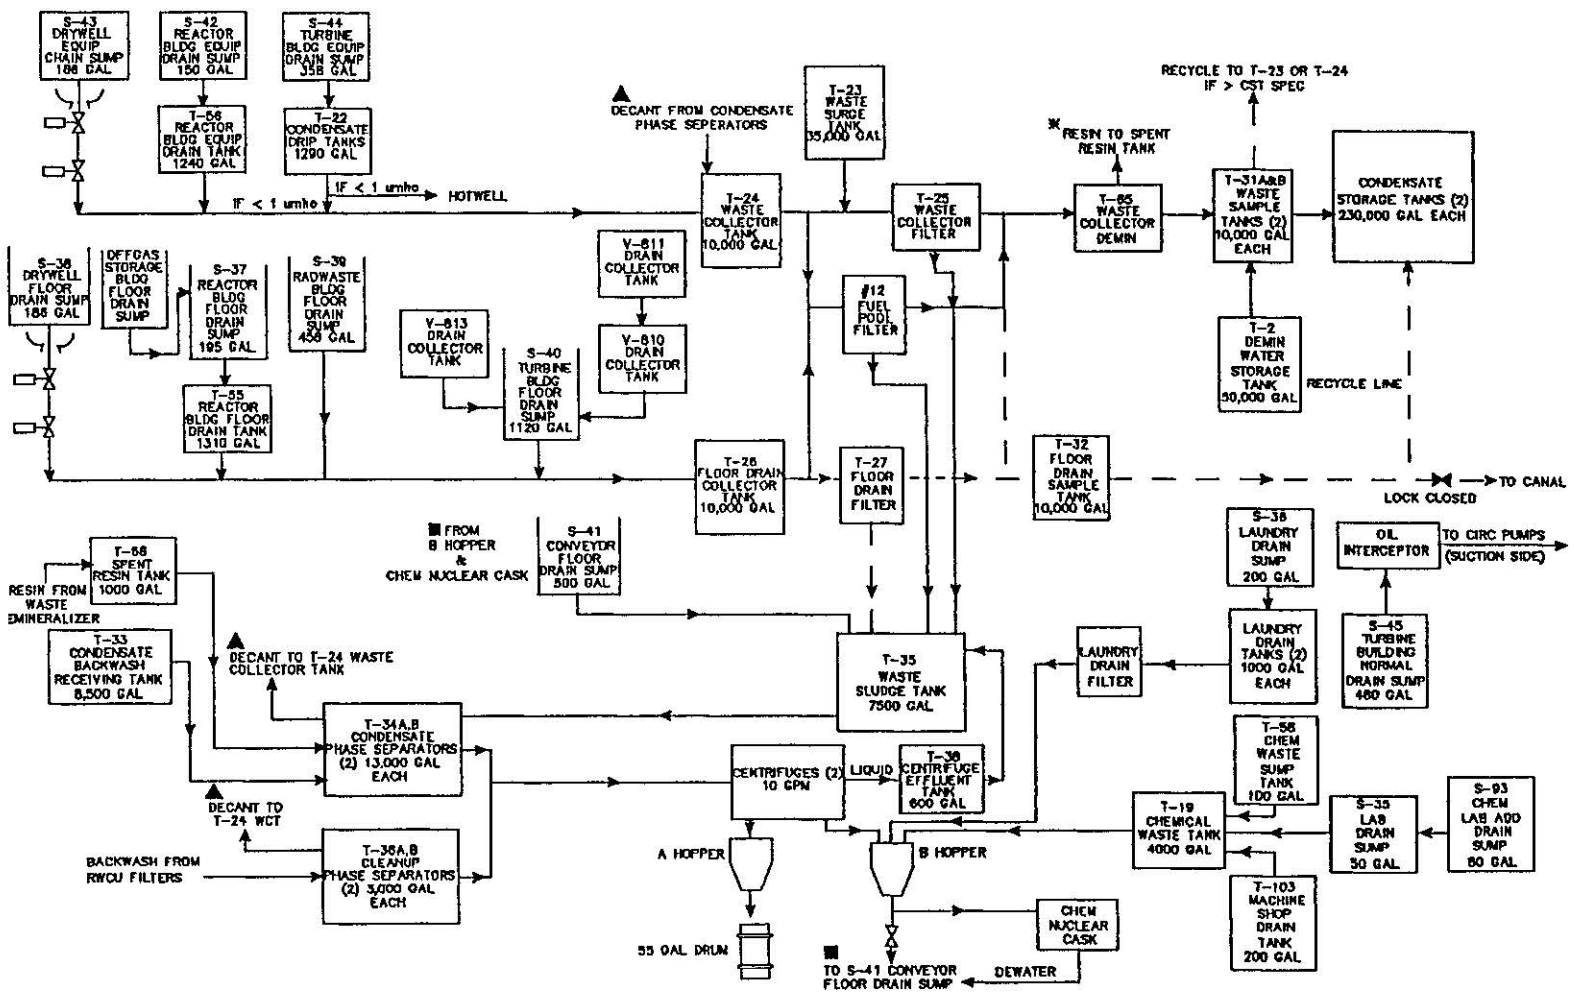 S-43
DRYWELL
EQUIP
CHAIN SUMP
186 GAL
S-42
REACTOR
BLDG EQUIP
DRAIN SUMP
150 GAL
S-44
TURBINE
BLDG EQUIP
DRAIN SUMP
358 GAL
T-56
REACTOR
BLDG EQUIP
DRAIN TANK
1240 GAL
T-22
CONDENSATE
DRIP TANKS
1290 GAL
IF < 1 umho
HOTWELL
IF < 1 umho
DECANT FROM CONDENSATE
PHASE SEPERATORS
T-23
WASTE
SURGE
TANK
35,000 GAL
T-24
WASTE
COLLECTOR
TANK
10,000 GAL
T-25
WASTE
COLLECTOR
FILTER
RESIN TO SPENT
RESIN TANK
T-65
WASTE
COLLECTOR
DEMIN
RECYCLE TO T-23 OR T-24
IF > CST SPEC
T-31A&B
WASTE
SAMPLE
TANKS (2)
10,000 GAL
EACH
CONDENSATE
STORAGE TANKS (2)
230,000 GAL EACH
S-38
DRYWELL
FLOOR
DRAIN SUMP
186 GAL
OFFGAS
STORAGE
BLDG
FLOOR
DRAIN
SUMP
S-37
REACTOR
BLDG
FLOOR
DRAIN
SUMP
195 GAL
S-39
RADWASTE
BLDG
FLOOR
DRAIN
SUMP
458 GAL
T-55
REACTOR
BLDG FLOOR
DRAIN TANK
1310 GAL
V-813
DRAIN
COLLECTOR
TANK
S-40
TURBINE
BLDG
FLOOR
DRAIN
SUMP
1120 GAL
V-811
DRAIN
COLLECTOR
TANK
V-810
DRAIN
COLLECTOR
TANK
#12
FUEL
POOL
FILTER
T-2
DEMIN
WATER
STORAGE
TANK
50,000 GAL
RECYCLE LINE
T-26
FLOOR DRAIN
COLLECTOR
TANK
10,000 GAL
T-27
FLOOR
DRAIN
FILTER
T-32
FLOOR
DRAIN
SAMPLE
TANK
10,000 GAL
LOCK CLOSED
TO CANAL
FROM
B HOPPER
&
CHEM NUCLEAR CASK
S-41
CONVEYOR
FLOOR
DRAIN SUMP
500 GAL
S-36
LAUNDRY
DRAIN
SUMP
200 GAL
OIL
INTERCEPTOR
TO CIRC PUMPS
(SUCTION SIDE)
T-68
SPENT
RESIN TANK
1000 GAL
RESIN FROM
WASTE
EMINERALIZER
T-33
CONDENSATE
BACKWASH
RECEIVING TANK
8,500 GAL
DECANT TO T-24 WASTE
COLLECTOR TANK
T-35
WASTE
SLUDGE TANK
7500 GAL
LAUNDRY
DRAIN
FILTER
LAUNDRY
DRAIN
TANKS (2)
1000 GAL
EACH
S-45
TURBINE
BUILDING
NORMAL
DRAIN SUMP
460 GAL
T-34A,B
CONDENSATE
PHASE SEPARATORS
(2) 13,000 GAL
EACH
CENTRIFUGES (2)
10 GPM
LIQUID
T-38
CENTRIFUGE
EFFLUENT
TANK
600 GAL
T-58
CHEM
WASTE
SUMP
TANK
100 GAL
DECANT TO
T-24 WCT
T-36A,B
CLEANUP
PHASE SEPARATORS
(2) 3,000 GAL
EACH
BACKWASH FROM
RWCU FILTERS
A HOPPER
B HOPPER
T-19
CHEMICAL
WASTE TANK
4000 GAL
S-35
LAB
DRAIN
SUMP
50 GAL
S-93
CHEM
LAB ADD
DRAIN
SUMP
60 GAL
T-103
MACHINE
SHOP
DRAIN
TANK
200 GAL
CHEM
NUCLEAR
CASK
55 GAL DRUM
TO S-41 CONVEYOR
FLOOR DRAIN SUMP
DEWATER